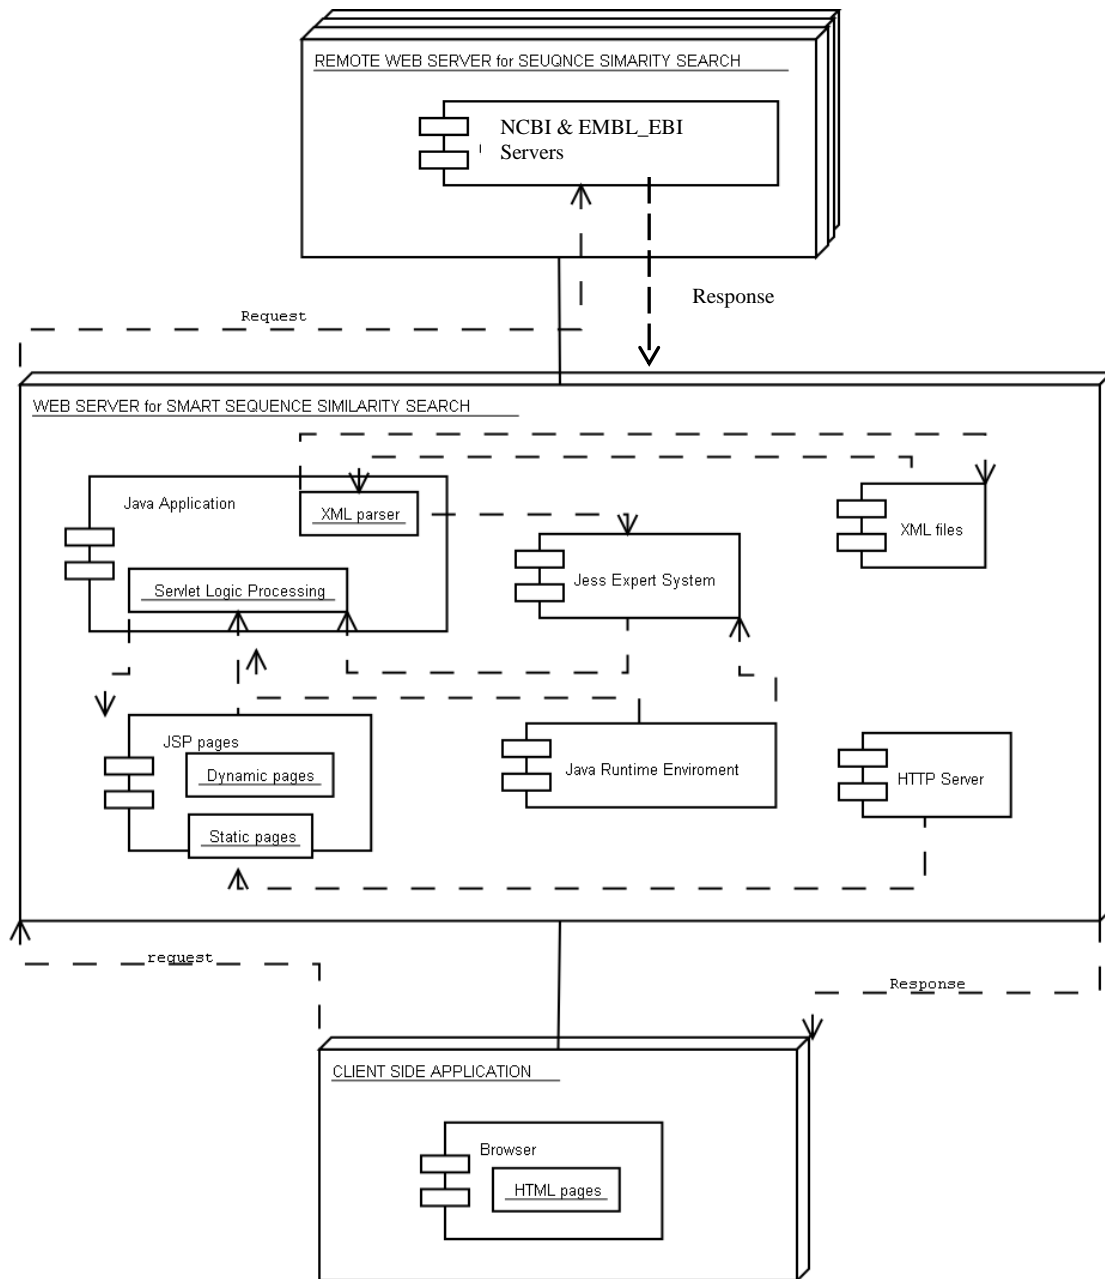 REMOTE WEB SERVER for SEUQNCE SIMARITY SEARCH
NCBI & EMBL_EBI
Servers
Response
Request
WEB SERVER for SMART SEQUENCE SIMILARITY SEARCH
Java Application
XML parser
XML files
Jess Expert System
Servlet Logic Processing
JSP pages
Dynamic pages
Java Runtime Enviroment
HTTP Server
Static pages
request
Response
CLIENT SIDE APPLICATION
Browser
HTML pages